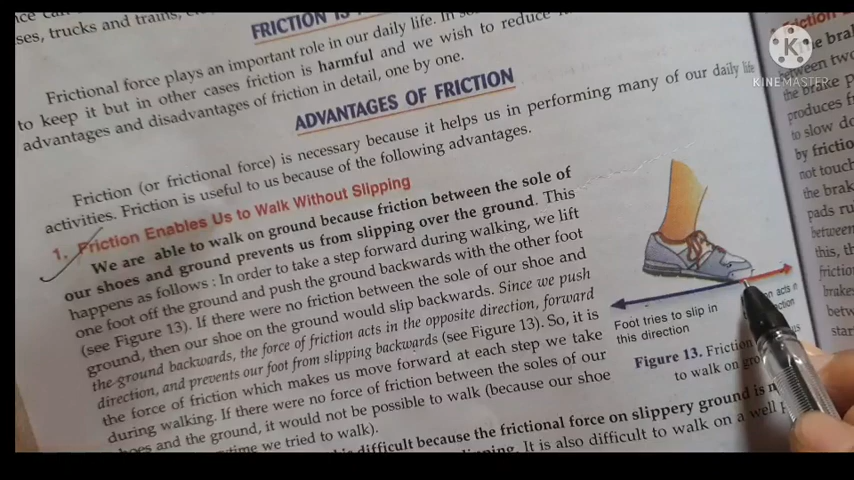 ses, trucks and trains,
FRICTION IS
Frictional force plays an important role in our daily life. In
to keep it but in other cases friction is harmful and we wish to reduce
advantages and disadvantages of friction in detail, one by one.
ADVANTAGES OF FRICTION
Friction (or frictional force) is necessary because it helps us in performing many of our daily life
activities. Friction is useful to us because of the following advantages.
1. Friction Enables Us to Walk Without Slipping
We are able to walk on ground because friction between the sole of
our shoes and ground prevents us from slipping over the ground. This
happens as follows : In order to take a step forward during walking, we lift
one foot off the ground and push the ground backwards with the other foot
(see Figure 13). If there were no friction between the sole of our shoe and
ground, then our shoe on the ground would slip backwards. Since we push
the ground backwards, the force of friction acts in the opposite direction, forward
direction, and prevents our foot from slipping backwards (see Figure 13). So, it is
the force of friction which makes us move forward at each step we take
during walking. If there were no force of friction between the soles of our
shoes and the ground, it would not be possible to walk (because our shoe
time we tried to walk).
difficult because the frictional force on slippery ground is
It is also difficult to walk on a well
Foot tries to slip in
this direction
acts in
Figure 13. Friction
to walk on
KINEMASTER
the brake
between two
the brake
produces
to slow
by frictio
not touch
the brak
pads ru
between
this, th
friction